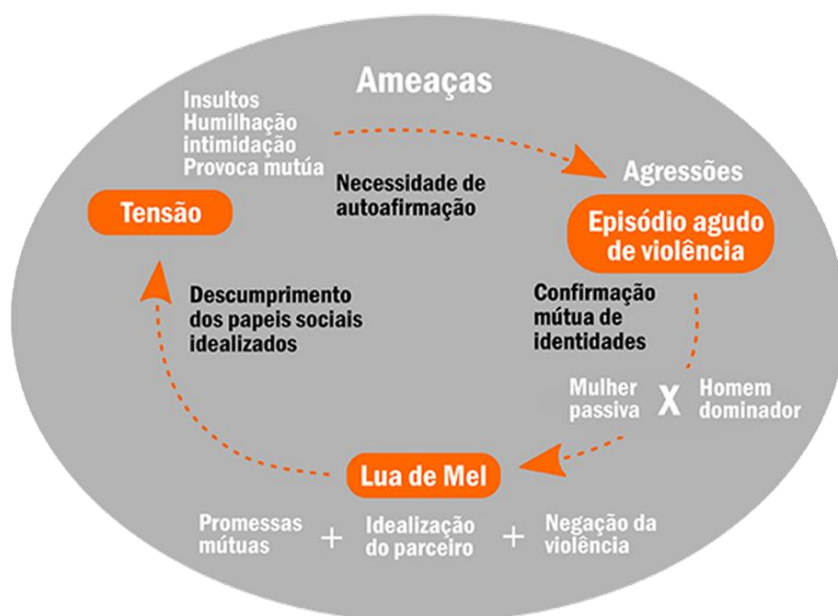 Ameaças
Insultos
Humilhação
intimidação
Provoca mutúa
Necessidade de
autoafirmação
Agressões
Tensão
Episódio agudo
de violência
Descumprimento
dos papeis sociais
idealizados
Confirmação
mútua de
identidades
Mulher
passiva
X
Homem
dominador
Lua de Mel
Promessas
mútuas
+
Idealização
do parceiro
+
Negação da
violência